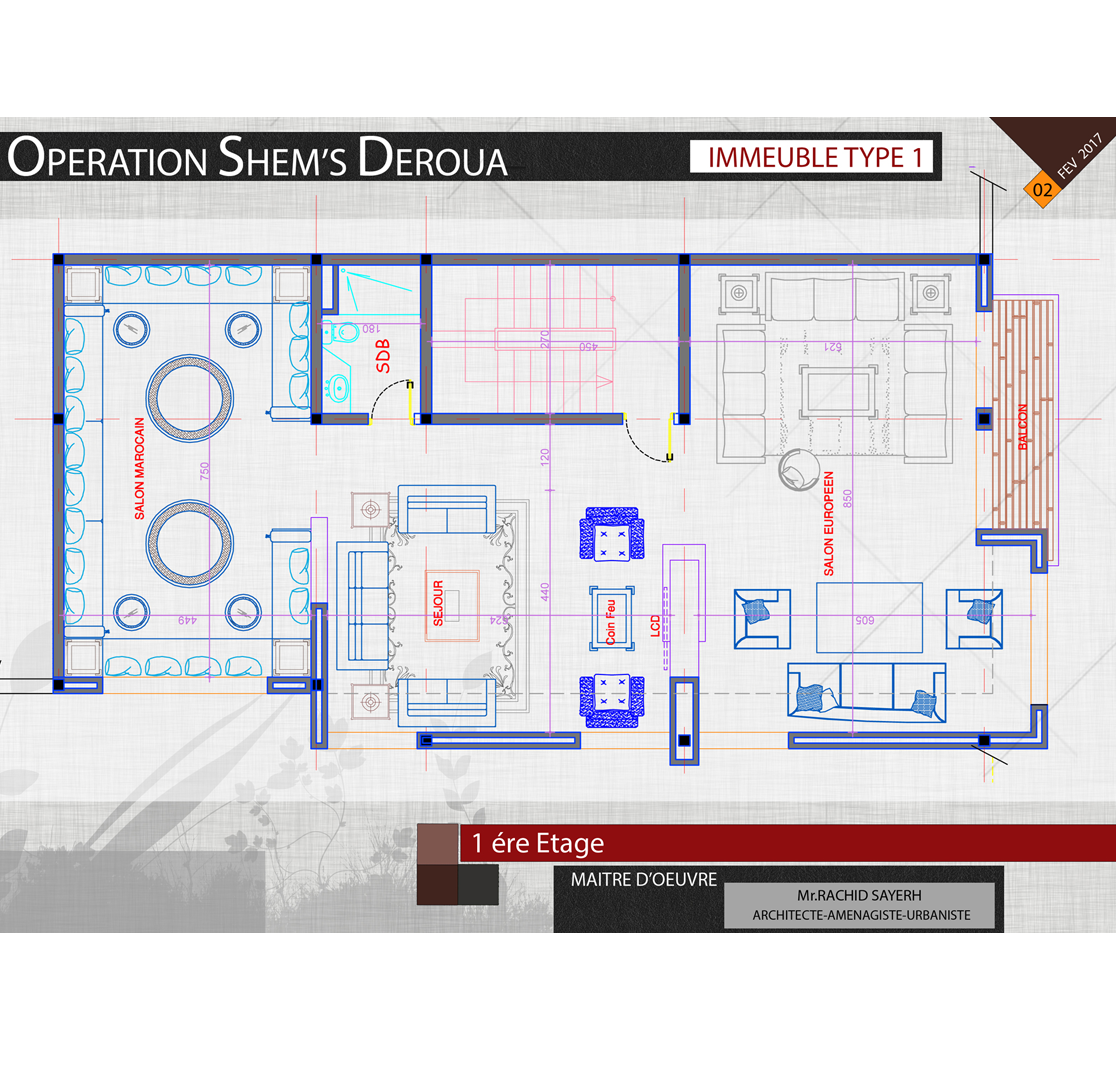 OPERATION SHEM'S DEROUA
IMMEUBLE TYPE 1
FEV 2017
02
180
SDB
270
450
521
SALON MAROCAIN
750
120
SALON EUROPEEN
850
BALCON
SEJOUR
440
Coin Feu
LCD
449
524
605
1 ére Etage
MAITRE D'OEUVRE
Mr.RACHID SAYERH
ARCHITECTE-AMENAGISTE-URBANISTE